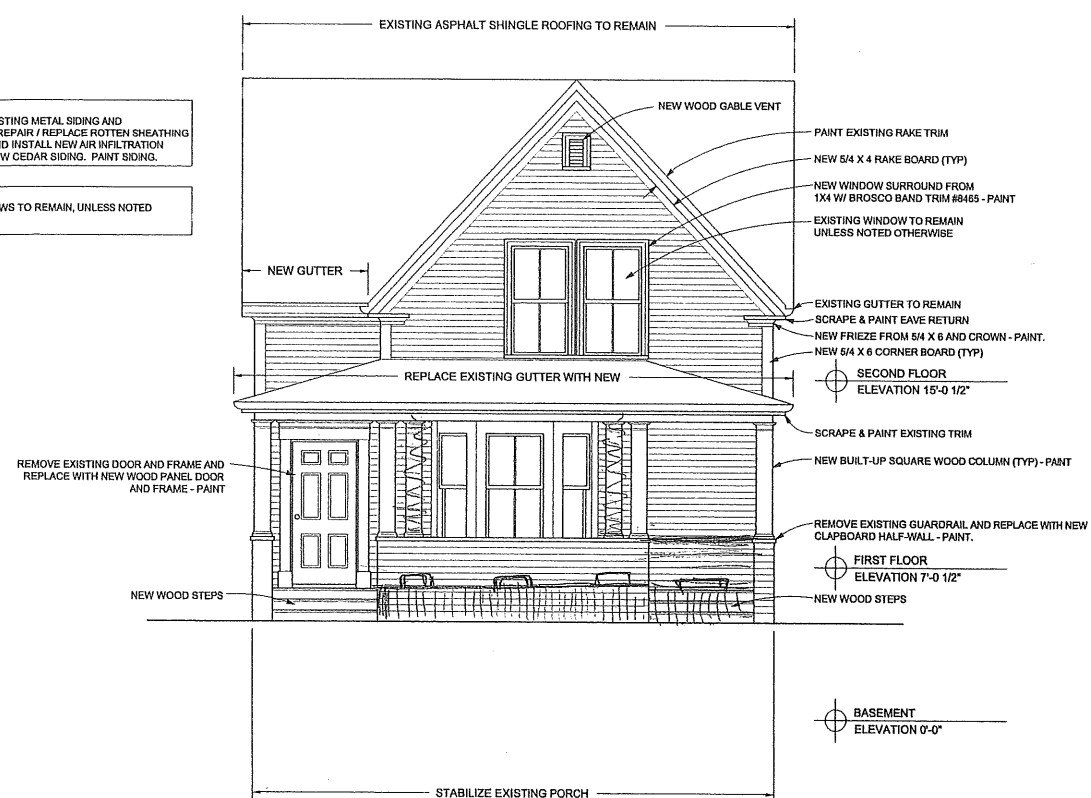 EXISTING ASPHALT SHINGLE ROOFING TO REMAIN
STING METAL SIDING AND
REPAIR / REPLACE ROTTEN SHEATHING
D INSTALL NEW AIR INFILTRATION
W CEDAR SIDING. PAINT SIDING.
WS TO REMAIN, UNLESS NOTED
NEW WOOD GABLE VENT
PAINT EXISTING RAKE TRIM
NEW 5/4 X 4 RAKE BOARD (TYP)
NEW WINDOW SURROUND FROM
1X4 W/ BROSCO BAND TRIM #8465 - PAINT
EXISTING WINDOW TO REMAIN
UNLESS NOTED OTHERWISE
NEW GUTTER
EXISTING GUTTER TO REMAIN
SCRAPE & PAINT EAVE RETURN
NEW FRIEZE FROM 5/4 X 6 AND CROWN - PAINT.
NEW 5/4 X 6 CORNER BOARD (TYP)
REPLACE EXISTING GUTTER WITH NEW
SECOND FLOOR
ELEVATION 15'-0 1/2"
SCRAPE & PAINT EXISTING TRIM
REMOVE EXISTING DOOR AND FRAME AND
REPLACE WITH NEW WOOD PANEL DOOR
AND FRAME - PAINT
NEW BUILT-UP SQUARE WOOD COLUMN (TYP) - PAINT
REMOVE EXISTING GUARDRAIL AND REPLACE WITH NEW
CLAPBOARD HALF-WALL - PAINT.
FIRST FLOOR
ELEVATION 7'-0 1/2"
NEW WOOD STEPS
NEW WOOD STEPS
BASEMENT
ELEVATION 0'-0"
STABILIZE EXISTING PORCH